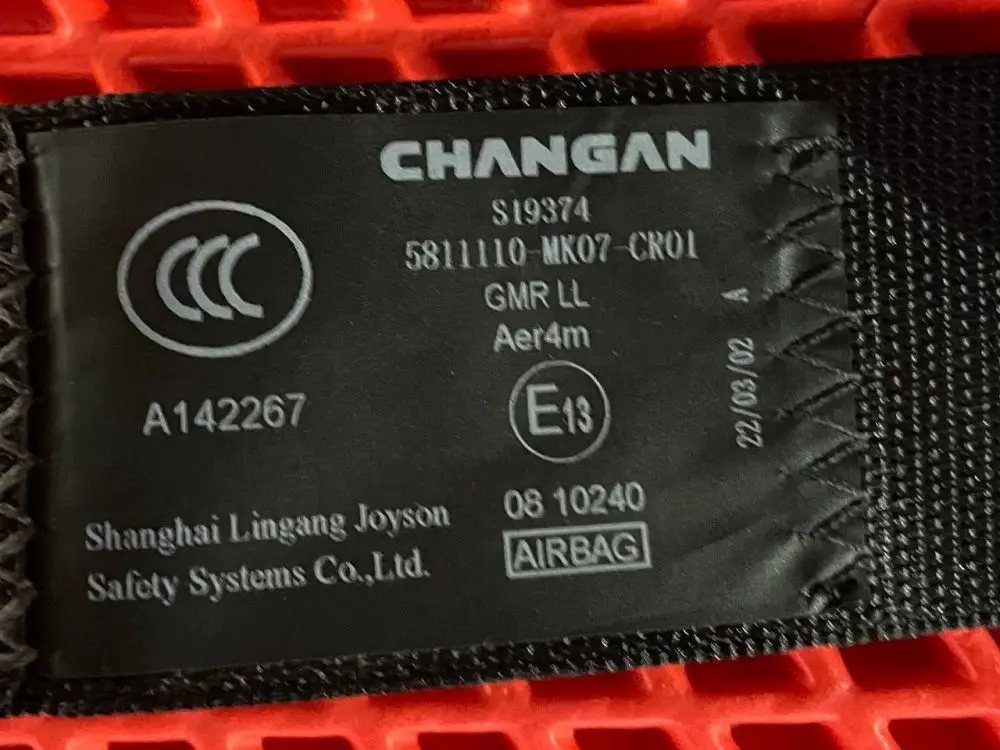 CHANGAN
S19374
5811110-MK07-CR01
GMR LL
Aer4m
CCC
A142267
E13
22/03/02 A
08 10240
AIRBAG
Shanghai Lingang Joyson
Safety Systems Co.,Ltd.